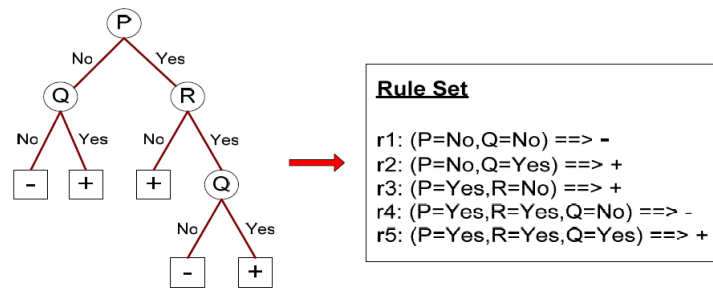 P
No Yes
Q R
No Yes No Yes
- + + Q
No Yes
- +
Rule Set
r1: (P=No,Q=No) ==> -
r2: (P=No,Q=Yes) ==> +
r3: (P=Yes,R=No) ==> +
r4: (P=Yes,R=Yes,Q=No) ==> -
r5: (P=Yes,R=Yes,Q=Yes) ==> +